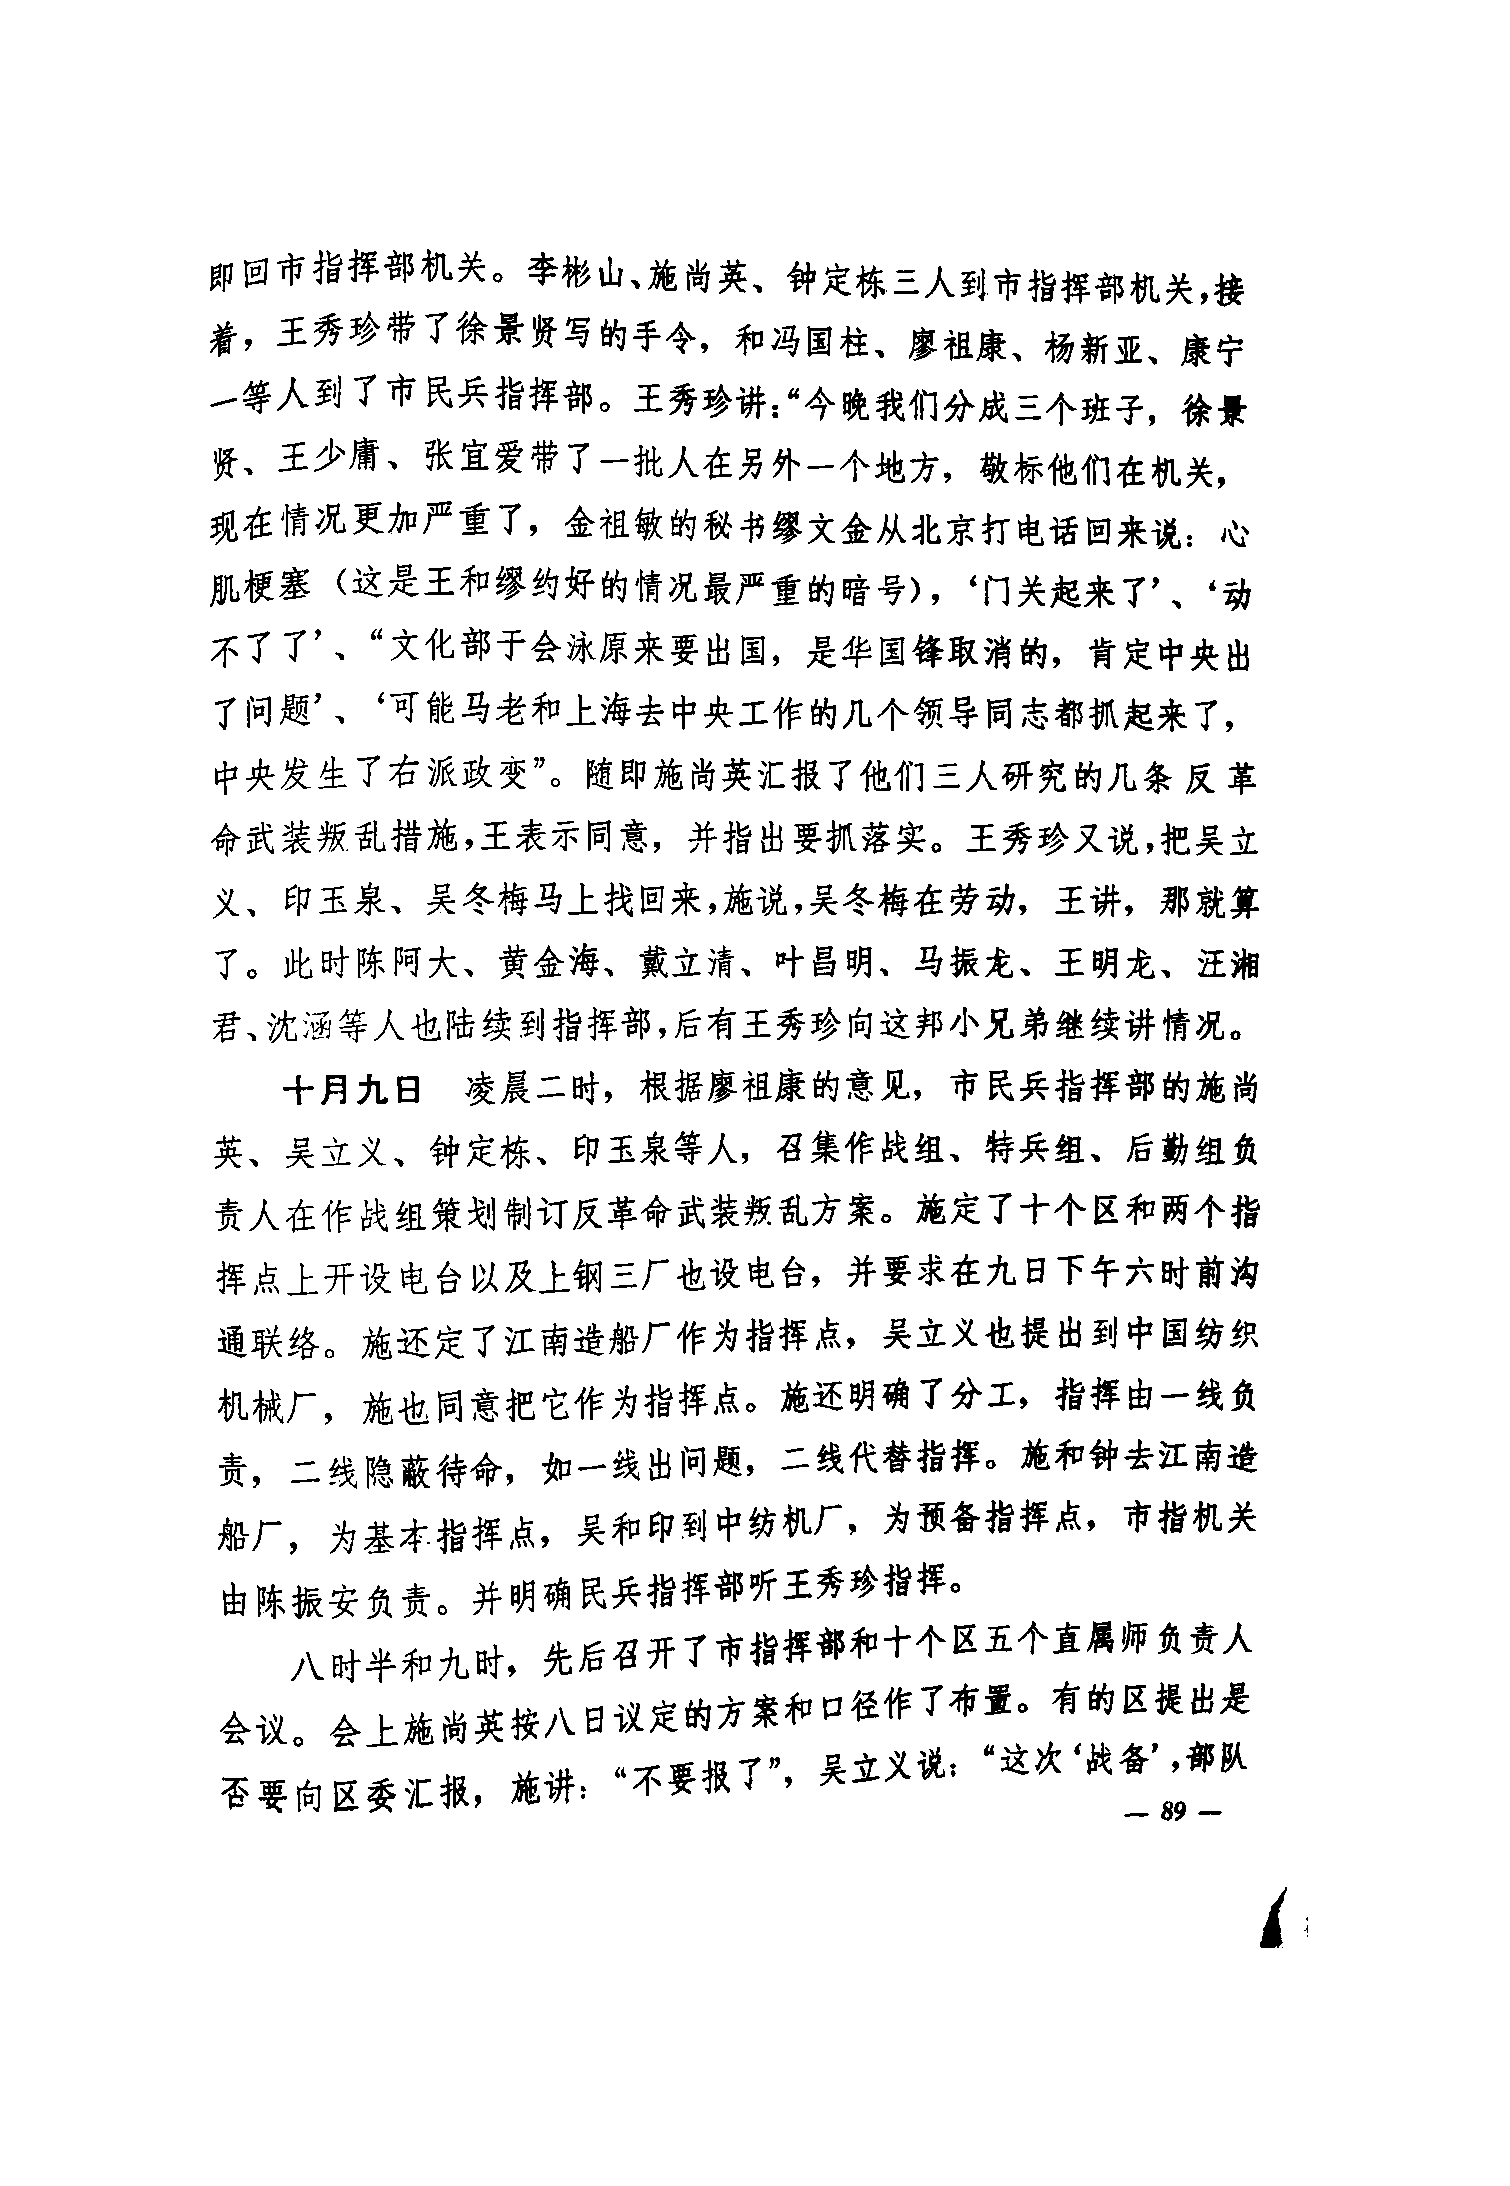 即回市指挥部机关。李彬山、施尚英、钟定栋三人到市指挥部机关，接
着，王秀珍带了徐景贤写的手令，和冯国柱、廖祖康、杨新亚、康宁
一等人到了市民兵指挥部。王秀珍讲：“今晚我们分成三个班子，徐景
贤、王少庸、张宜爱带了一批人在另外一个地方，敬标他们在机关，
现在情况更加严重了，金祖敏的秘书缪文金从北京打电话回来说：心
肌梗塞（这是王和缪约好的情况最严重的暗号），‘门关起来了’、‘动
不了了’、“文化部于会泳原来要出国，是华国锋取消的，肯定中央出
了问题’、‘可能马老和上海去中央工作的几个领导同志都抓起来了，
中央发生了右派政变”。随即施尚英汇报了他们三人研究的几条反革
命武装叛乱措施，王表示同意，并指出要抓落实。王秀珍又说，把吴立
义、印玉泉、吴冬梅马上找回来，施说，吴冬梅在劳动，王讲，那就算
了。此时陈阿大、黄金海、戴立清、叶昌明、马振龙、王明龙、汪湘
君、沈涵等人也陆续到指挥部，后有王秀珍向这邦小兄弟继续讲情况。
十月九日　凌晨二时，根据廖祖康的意见，市民兵指挥部的施尚
英、吴立义、钟定栋、印玉泉等人，召集作战组、特兵组、后勤组负
责人在作战组策划制订反革命武装叛乱方案。施定了十个区和两个指
挥点上开设电台以及上钢三厂也设电台，并要求在九日下午六时前沟
通联络。施还定了江南造船厂作为指挥点，吴立义也提出到中国纺织
机械厂，施也同意把它作为指挥点。施还明确了分工，指挥由一线负
责，二线隐蔽待命，如一线出问题，二线代替指挥。施和钟去江南造
船厂，为基本指挥点，吴和印到中纺机厂，为预备指挥点，市指机关
由陈振安负责。并明确民兵指挥部听王秀珍指挥。
八时半和九时，先后召开了市指挥部和十个区五个直属师负责人
会议。会上施尚英按八日议定的方案和口径作了布置。有的区提出是
否要向区委汇报，施讲：“不要报了”，吴立义说：“这次‘战备’，部队
— 89 —